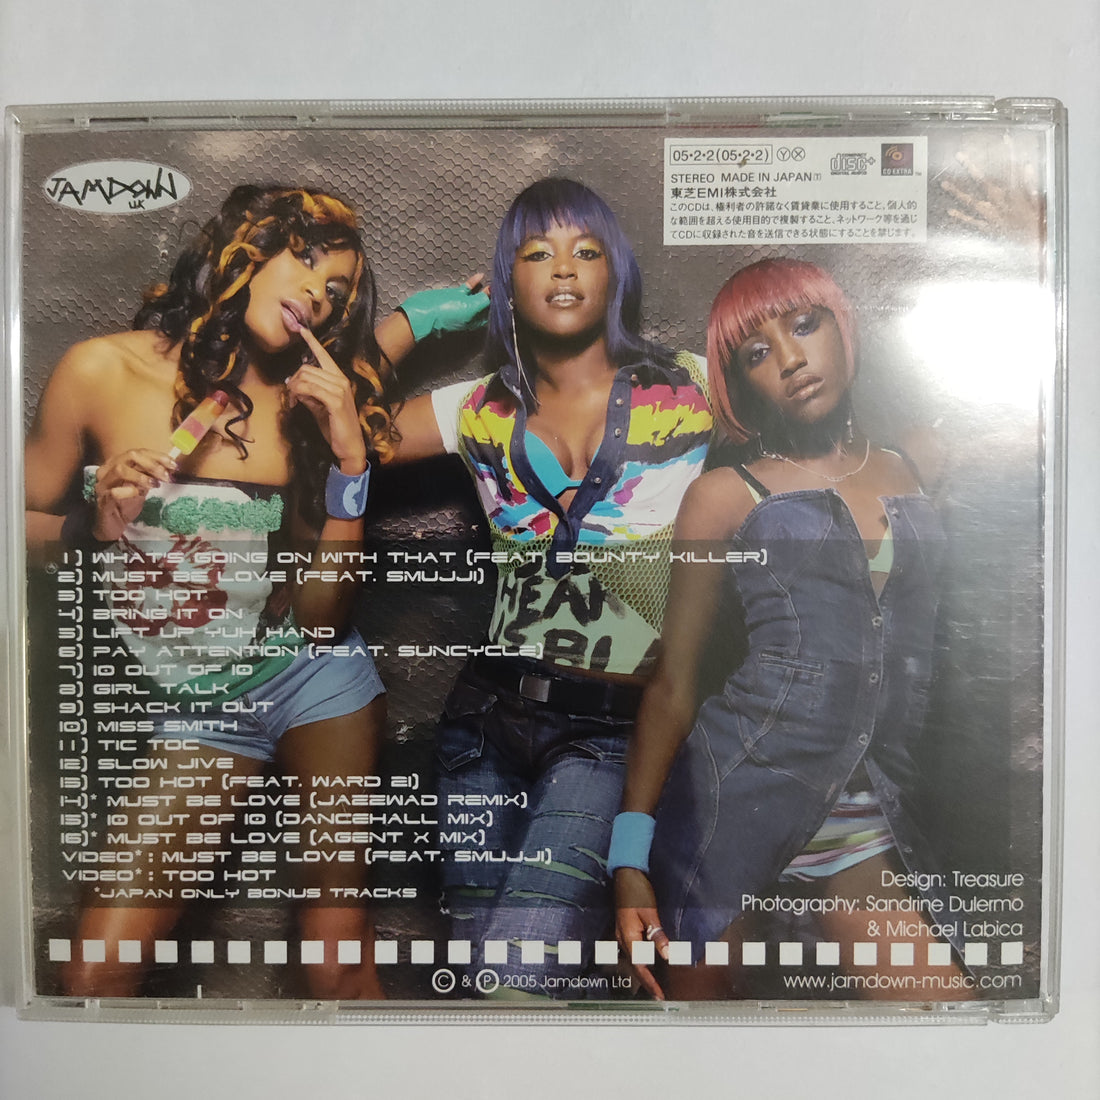 JAMDOWN
UK
05・2・2(05・2・2) Ⓨ Ⓧ
COMPACT
disc+
DIGITAL AUDIO
CD EXTRA
TM
STEREO MADE IN JAPAN①
東芝EMI株式会社
このCDは、権利者の許諾なく賃貸業に使用すること、個人的
な範囲を超える使用目的で複製すること、ネットワーク等を通じ
てCDに収録された音を送信できる状態にすることを禁じます。
1) WHAT'S GOING ON WITH THAT (FEAT. BOUNTY KILLER)
2) MUST BE LOVE (FEAT. SMUJJI)
3) TOO HOT
4) BRING IT ON
5) LIFT UP YUH HAND
6) PAY ATTENTION (FEAT. SUNCYCLE)
7) 10 OUT OF 10
8) GIRL TALK
9) SHACK IT OUT
10) MISS SMITH
11) TIC TOC
12) SLOW JIVE
13) TOO HOT (FEAT. WARD 21)
14)* MUST BE LOVE (JAZZWAD REMIX)
15)* 10 OUT OF 10 (DANCEHALL MIX)
16)* MUST BE LOVE (AGENT X MIX)
VIDEO* : MUST BE LOVE (FEAT. SMUJJI)
VIDEO* : TOO HOT
*JAPAN ONLY BONUS TRACKS
Design: Treasure
Photography: Sandrine Dulermo
& Michael Labica
© & ℗ 2005 Jamdown Ltd
www.jamdown-music.com